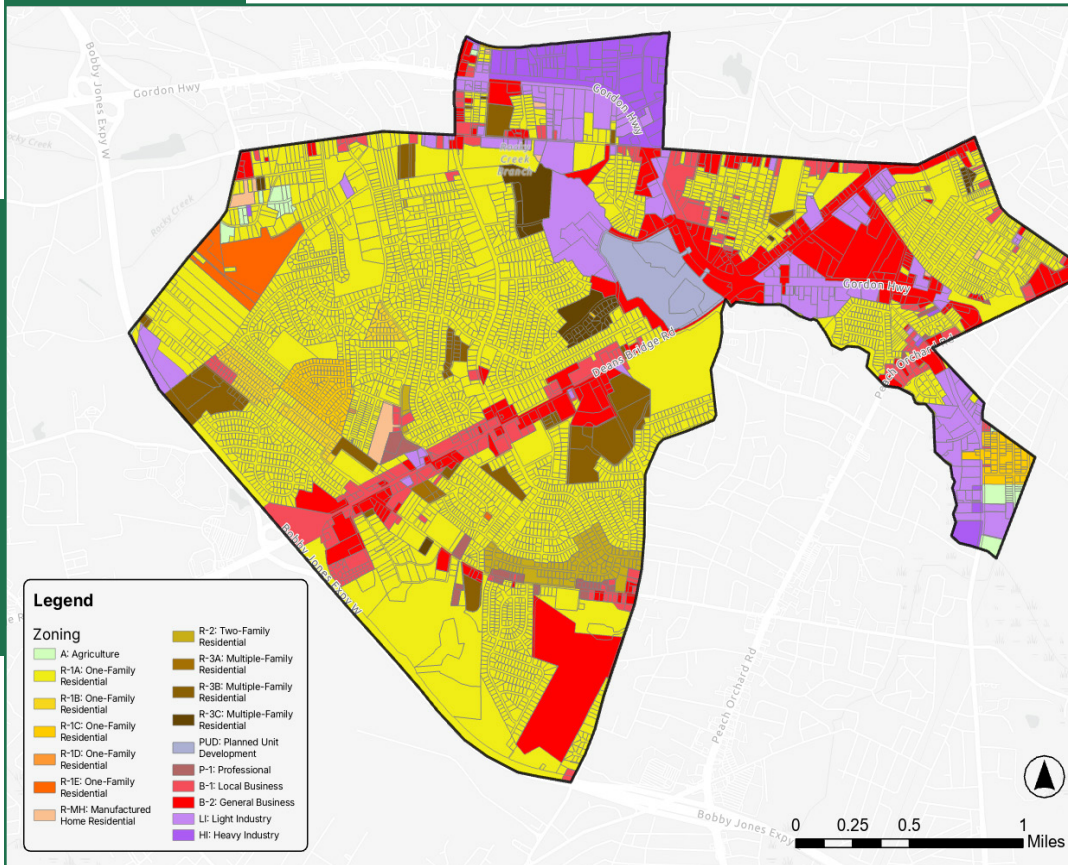 Bobby Jones Expy W
Gordon Hwy
Gordon Hwy
Rocky Creek
Creek
Branch
Rocky Creek
Gordon Hwy
Deans Bridge Rd
Peach Orchard Rd
Bobby Jones Expy W
Peach Orchard Rd
Bobby Jones Expy
Legend
Zoning
A: Agriculture
R-1A: One-Family
Residential
R-1B: One-Family
Residential
R-1C: One-Family
Residential
R-1D: One-Family
Residential
R-1E: One-Family
Residential
R-MH: Manufactured
Home Residential
R-2: Two-Family
Residential
R-3A: Multiple-Family
Residential
R-3B: Multiple-Family
Residential
R-3C: Multiple-Family
Residential
PUD: Planned Unit
Development
P-1: Professional
B-1: Local Business
B-2: General Business
LI: Light Industry
HI: Heavy Industry
0 0.25 0.5 1
Miles